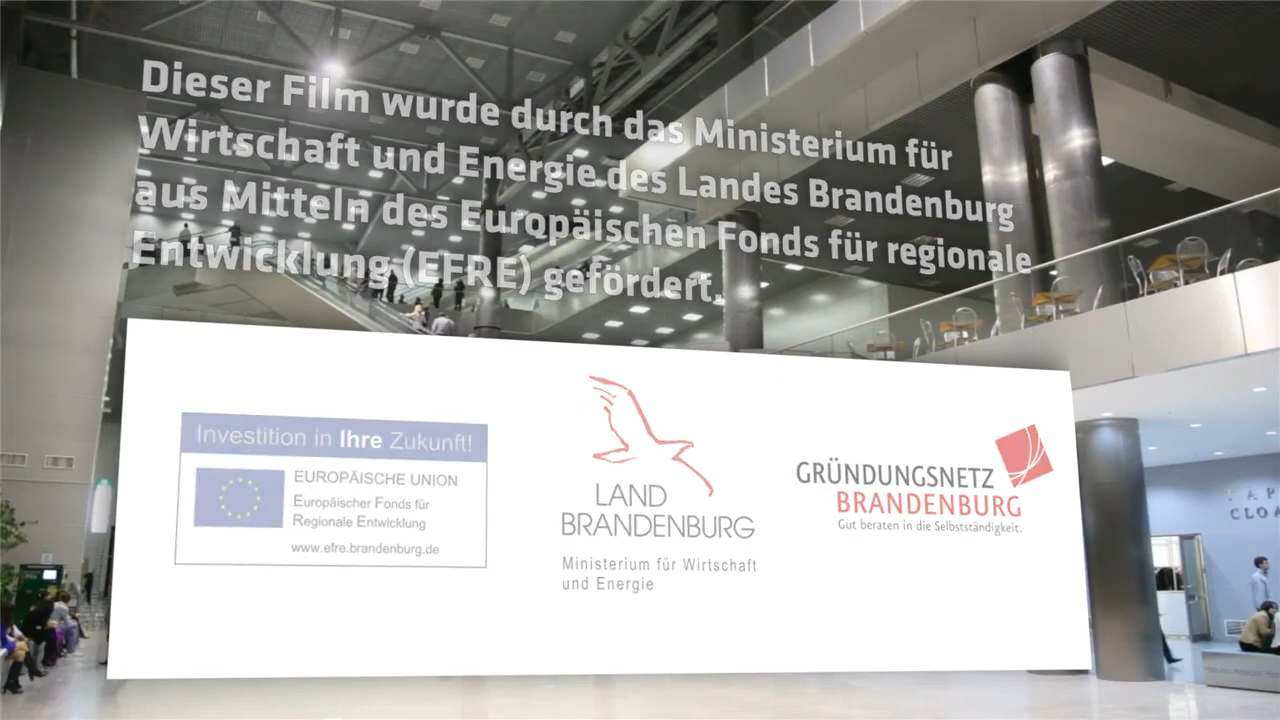 Dieser Film wurde durch das Ministerium für
Wirtschaft und Energie des Landes Brandenburg
aus Mitteln des Europäischen Fonds für regionale
Entwicklung (EFRE) gefördert.
Investition in Ihre Zukunft!
EUROPÄISCHE UNION
Europäischer Fonds für
Regionale Entwicklung
www.efre.brandenburg.de
LAND
BRANDENBURG
Ministerium für Wirtschaft
und Energie
GRÜNDUNGSNETZ
BRANDENBURG
Gut beraten in die Selbstständigkeit.